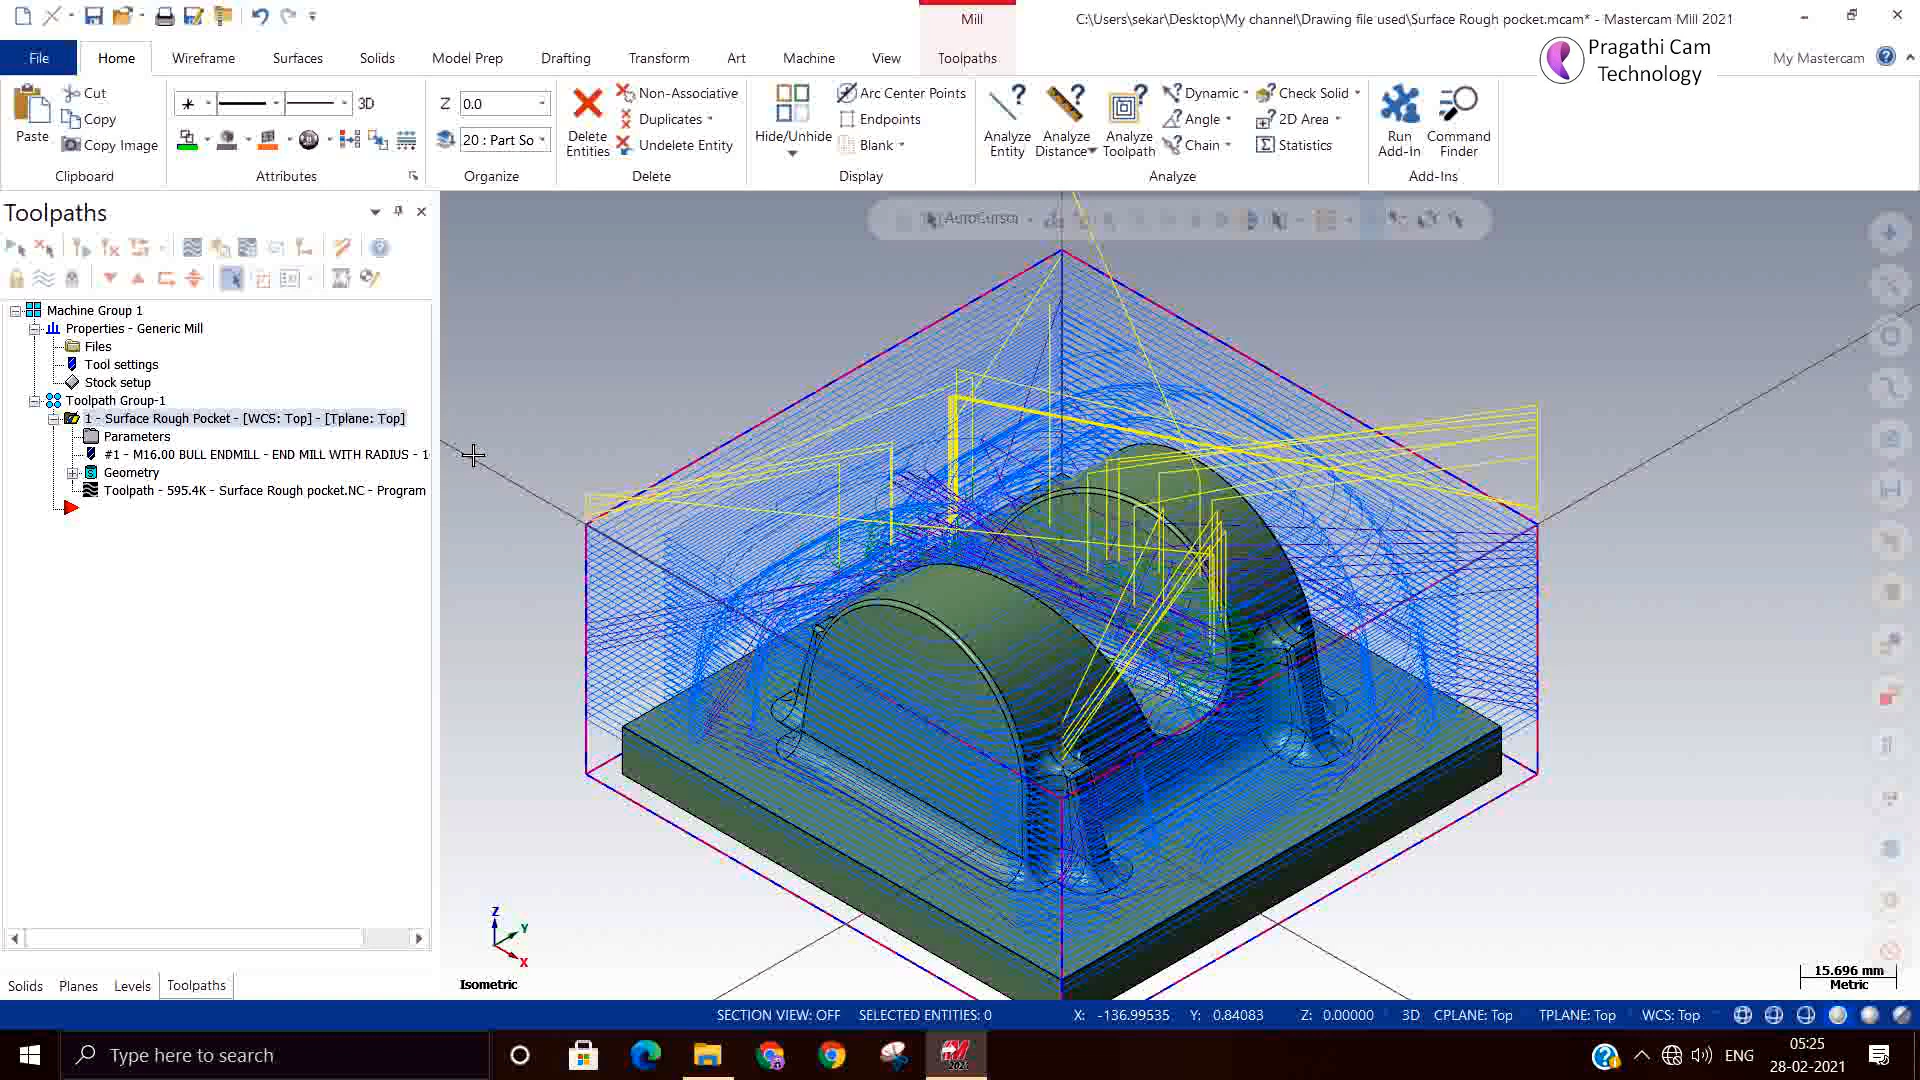 Mill
C:\Users\sekar\Desktop\My channel\Drawing file used\Surface Rough pocket.mcam* - Mastercam Mill 2021
File
Home
Wireframe
Surfaces
Solids
Model Prep
Drafting
Transform
Art
Machine
View
Toolpaths
Pragathi Cam
Technology
My Mastercam
Paste
Cut
Copy
Copy Image
Clipboard
3D
Attributes
Z 0.0
20 : Part So
Organize
Delete
Entities
Non-Associative
Duplicates
Undelete Entity
Delete
Hide/Unhide
Arc Center Points
Endpoints
Blank
Display
Analyze
Entity
Analyze
Distance
Analyze
Toolpath
Dynamic
Angle
Chain
Check Solid
2D Area
Statistics
Analyze
Run
Add-In
Command
Finder
Add-Ins
Toolpaths
AutoCursor
Machine Group 1
Properties - Generic Mill
Files
Tool settings
Stock setup
Toolpath Group-1
1 - Surface Rough Pocket - [WCS: Top] - [Tplane: Top]
Parameters
#1 - M16.00 BULL ENDMILL - END MILL WITH RADIUS - 1
Geometry
Toolpath - 595.4K - Surface Rough pocket.NC - Program
Z
Y
X
Isometric
15.696 mm
Metric
Solids
Planes
Levels
Toolpaths
SECTION VIEW: OFF
SELECTED ENTITIES: 0
X: -136.99535
Y: 0.84083
Z: 0.00000
3D
CPLANE: Top
TPLANE: Top
WCS: Top
Type here to search
2021
ENG
05:25
28-02-2021